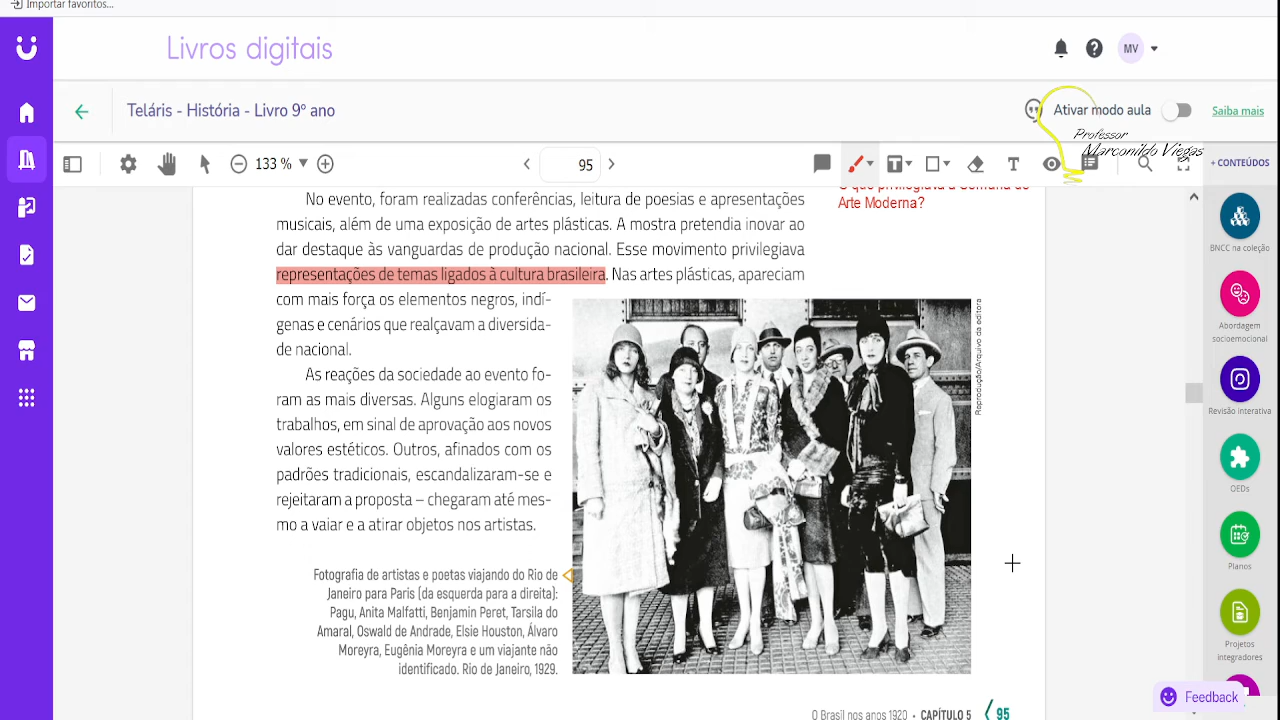 Importar favoritos...
Livros digitais
MV
Teláris - História - Livro 9º ano
Ativar modo aula
Saiba mais
Professor
Marcomildo Viegas
133 %
95
T
T
+ CONTEÚDOS
Arte Moderna?
No evento, foram realizadas conferências, leitura de poesias e apresentações
musicais, além de uma exposição de artes plásticas. A mostra pretendia inovar ao
dar destaque às vanguardas de produção nacional. Esse movimento privilegiava
representações de temas ligados à cultura brasileira. Nas artes plásticas, apareciam
com mais força os elementos negros, indí-
genas e cenários que realçavam a diversida-
de nacional.
As reações da sociedade ao evento fo-
ram as mais diversas. Alguns elogiaram os
trabalhos, em sinal de aprovação aos novos
valores estéticos. Outros, afinados com os
padrões tradicionais, escandalizaram-se e
rejeitaram a proposta – chegaram até mes-
mo a vaiar e a atirar objetos nos artistas.
Reprodução/Arquivo da editora
Fotografia de artistas e poetas viajando do Rio de
Janeiro para Paris (da esquerda para a direita):
Pagu, Anita Malfatti, Benjamin Peret, Tarsila do
Amaral, Oswald de Andrade, Elsie Houston, Álvaro
Moreyra, Eugênia Moreyra e um viajante não
identificado. Rio de Janeiro, 1929.
O Brasil nos anos 1920 • CAPÍTULO 5
95
BNCC na coleção
Abordagem
socioemocional
Revisão interativa
OEDs
Planos
Projetos
integradores
Feedback